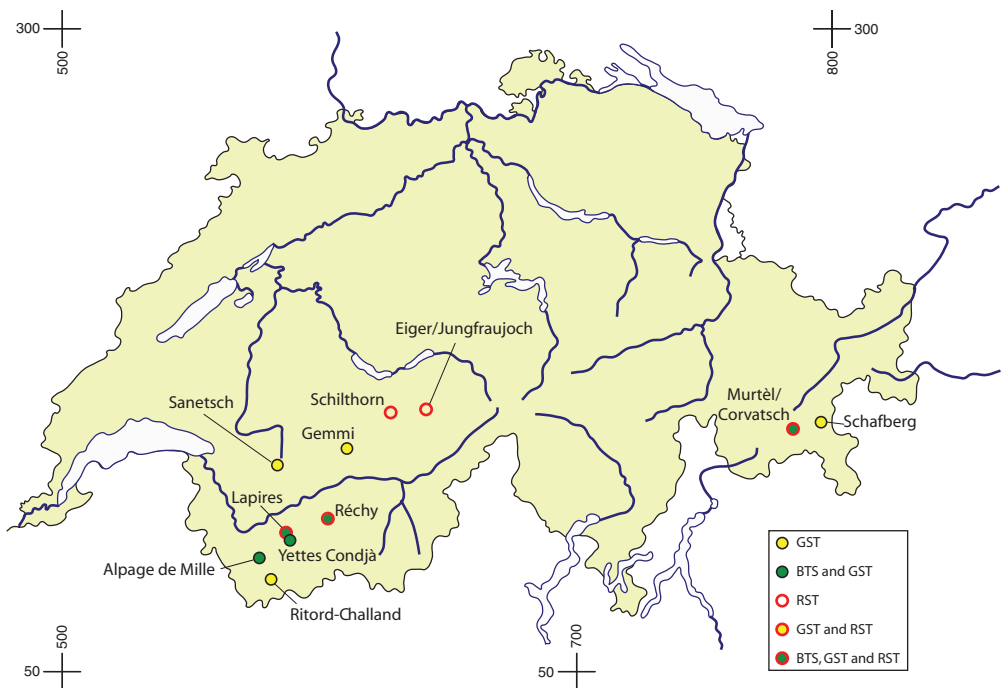 300
500
300
800
Eiger/Jungfraujoch
Schilthorn
Sanetsch
Gemmi
Murtèl/
Corvatsch
Schafberg
Lapires
Réchy
Yettes Condjà
Alpage de Mille
Ritord-Challand
GST
BTS and GST
RST
GST and RST
BTS, GST and RST
500
50
700
50